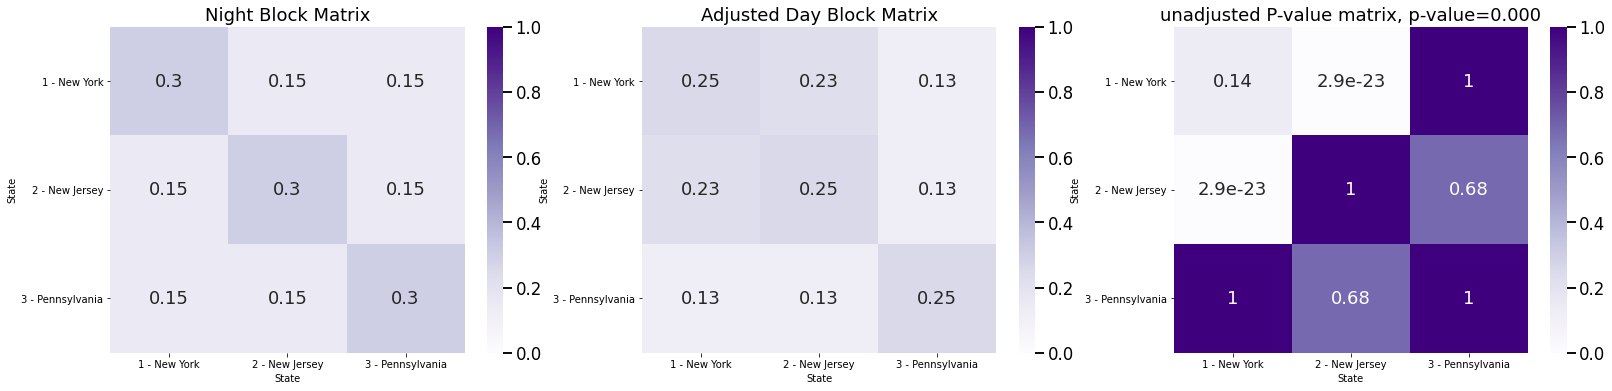 Night Block Matrix
State
1 - New York
2 - New Jersey
3 - Pennsylvania
0.3 0.15 0.15
0.15 0.3 0.15
0.15 0.15 0.3
1 - New York 2 - New Jersey 3 - Pennsylvania
State
1.0
0.8
0.6
0.4
0.2
0.0
Adjusted Day Block Matrix
State
1 - New York
2 - New Jersey
3 - Pennsylvania
0.25 0.23 0.13
0.23 0.25 0.13
0.13 0.13 0.25
1 - New York 2 - New Jersey 3 - Pennsylvania
State
1.0
0.8
0.6
0.4
0.2
0.0
unadjusted P-value matrix, p-value=0.000
State
1 - New York
2 - New Jersey
3 - Pennsylvania
0.14 2.9e-23 1
2.9e-23 1 0.68
1 0.68 1
1 - New York 2 - New Jersey 3 - Pennsylvania
State
1.0
0.8
0.6
0.4
0.2
0.0